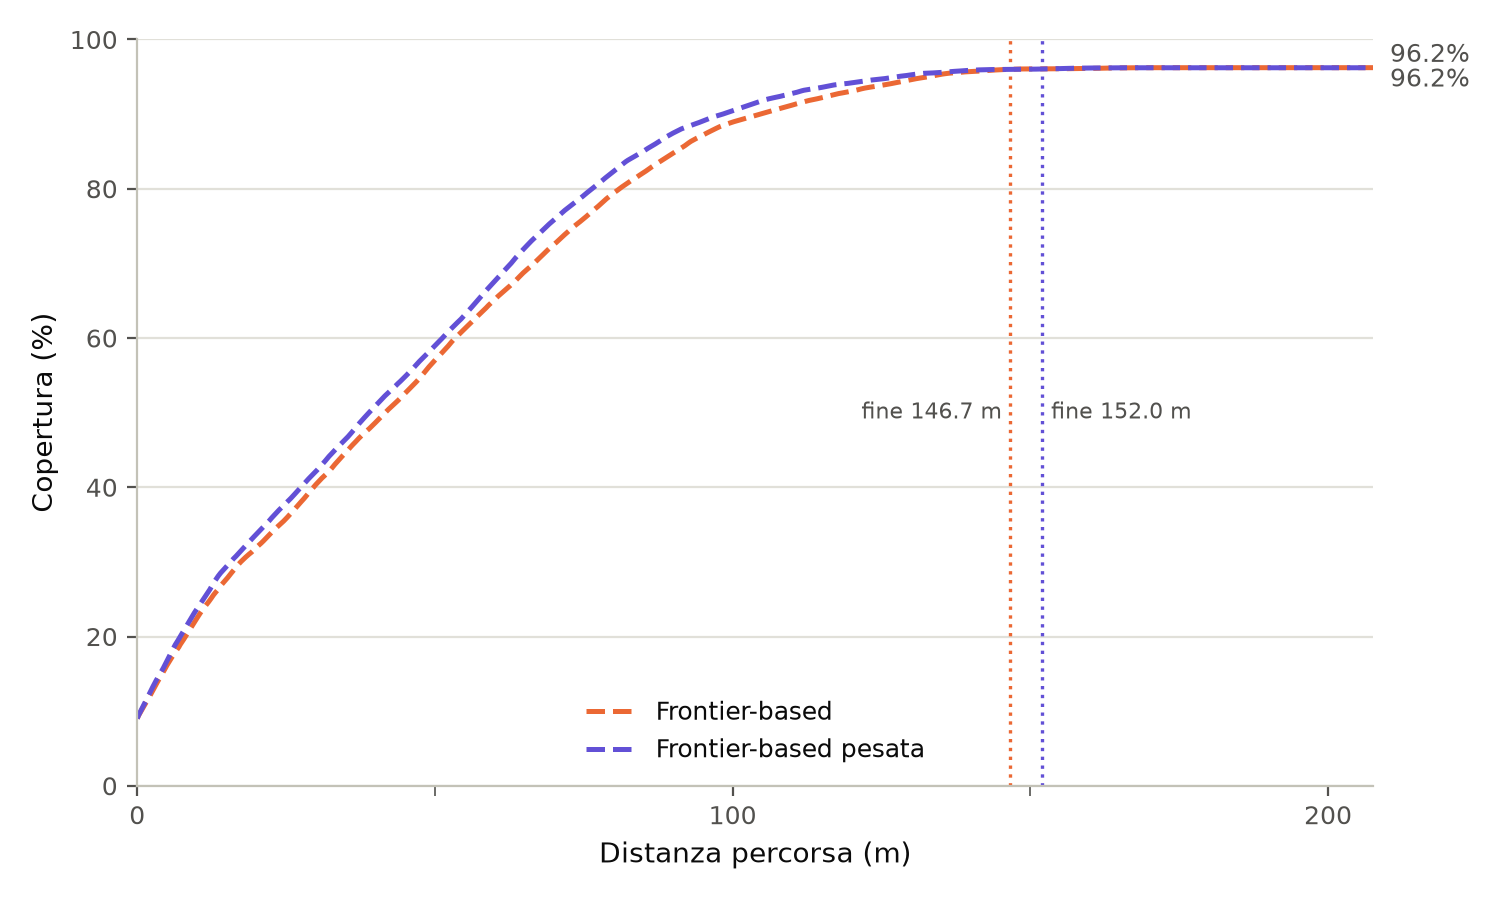 100
80
60
40
20
0
Copertura (%)
96.2%
96.2%
fine 146.7 m
fine 152.0 m
Frontier-based
Frontier-based pesata
0
100
200
Distanza percorsa (m)